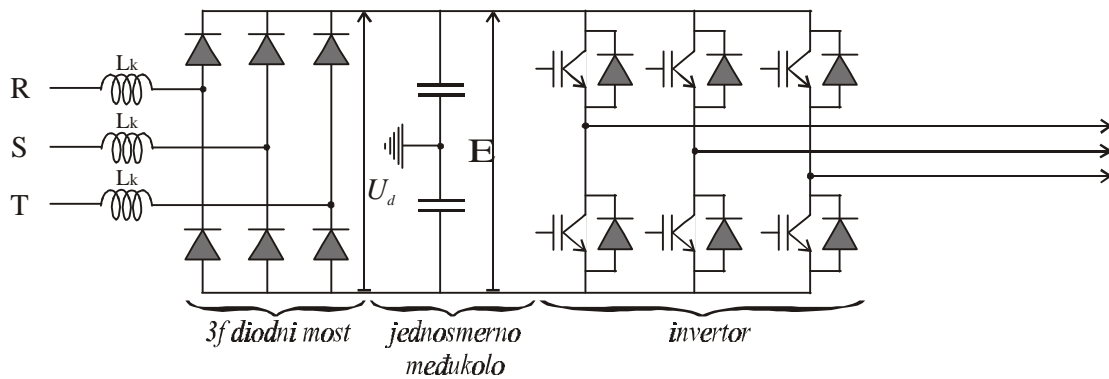 Lk
R
Lk
S
Lk
T
U_d
E
3f diodni most
jednosmerno
međukolo
invertor